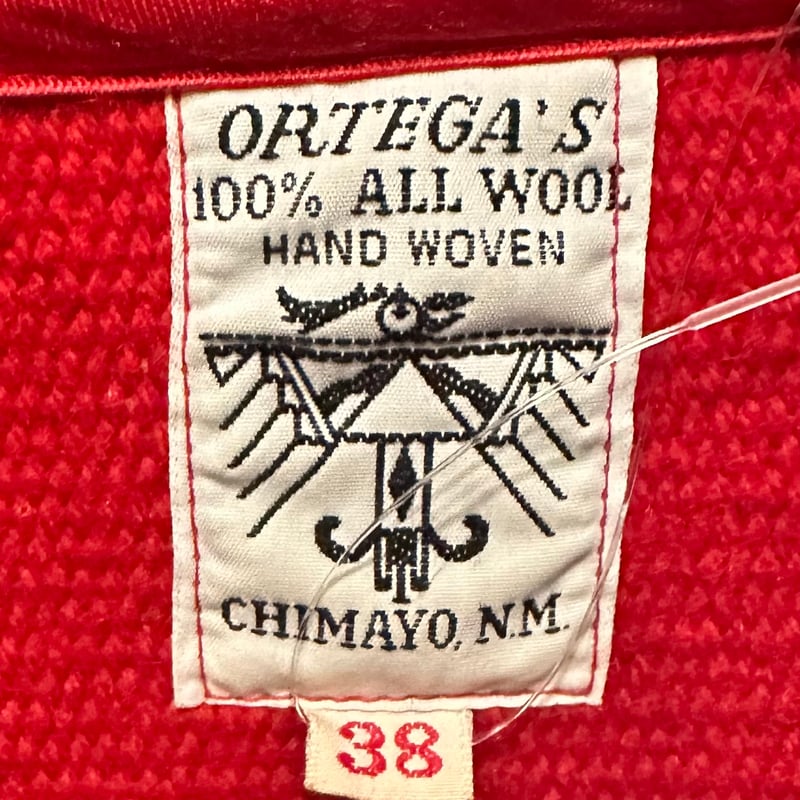 ORTEGA'S
100% ALL WOOL
HAND WOVEN
CHIMAYO, N.M.
38